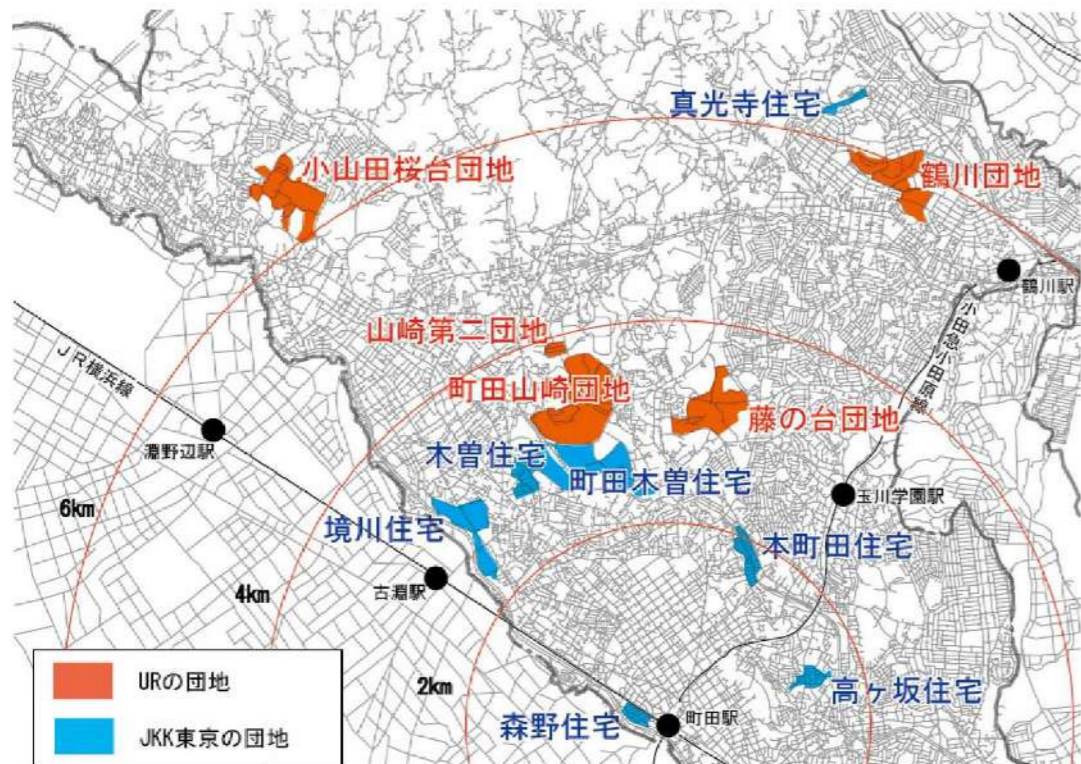 真光寺住宅
小山田桜台団地
鶴川団地
鶴川駅
小田急小田原線
山崎第二団地
JR横浜線
町田山崎団地
藤の台団地
淵野辺駅
木曽住宅
町田木曽住宅
玉川学園駅
6km
境川住宅
本町田住宅
古淵駅
4km
2km
高ヶ坂住宅
森野住宅
町田駅
URの団地
JKK東京の団地